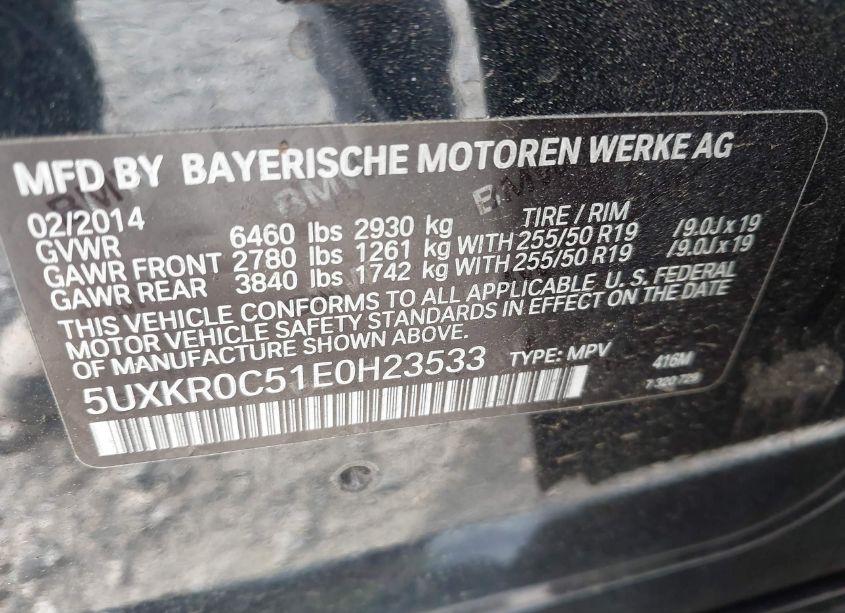 MFD BY BAYERISCHE MOTOREN WERKE AG
02/2014 TIRE / RIM
GVWR 6460 lbs 2930 kg
GAWR FRONT 2780 lbs 1261 kg WITH 255/50 R19 /9.0J x 19
GAWR REAR 3840 lbs 1742 kg WITH 255/50 R19 /9.0J x 19
THIS VEHICLE CONFORMS TO ALL APPLICABLE U.S. FEDERAL
MOTOR VEHICLE SAFETY STANDARDS IN EFFECT ON THE DATE
OF MANUFACTURE SHOWN ABOVE.
5UXKR0C51E0H23533 TYPE: MPV 416M